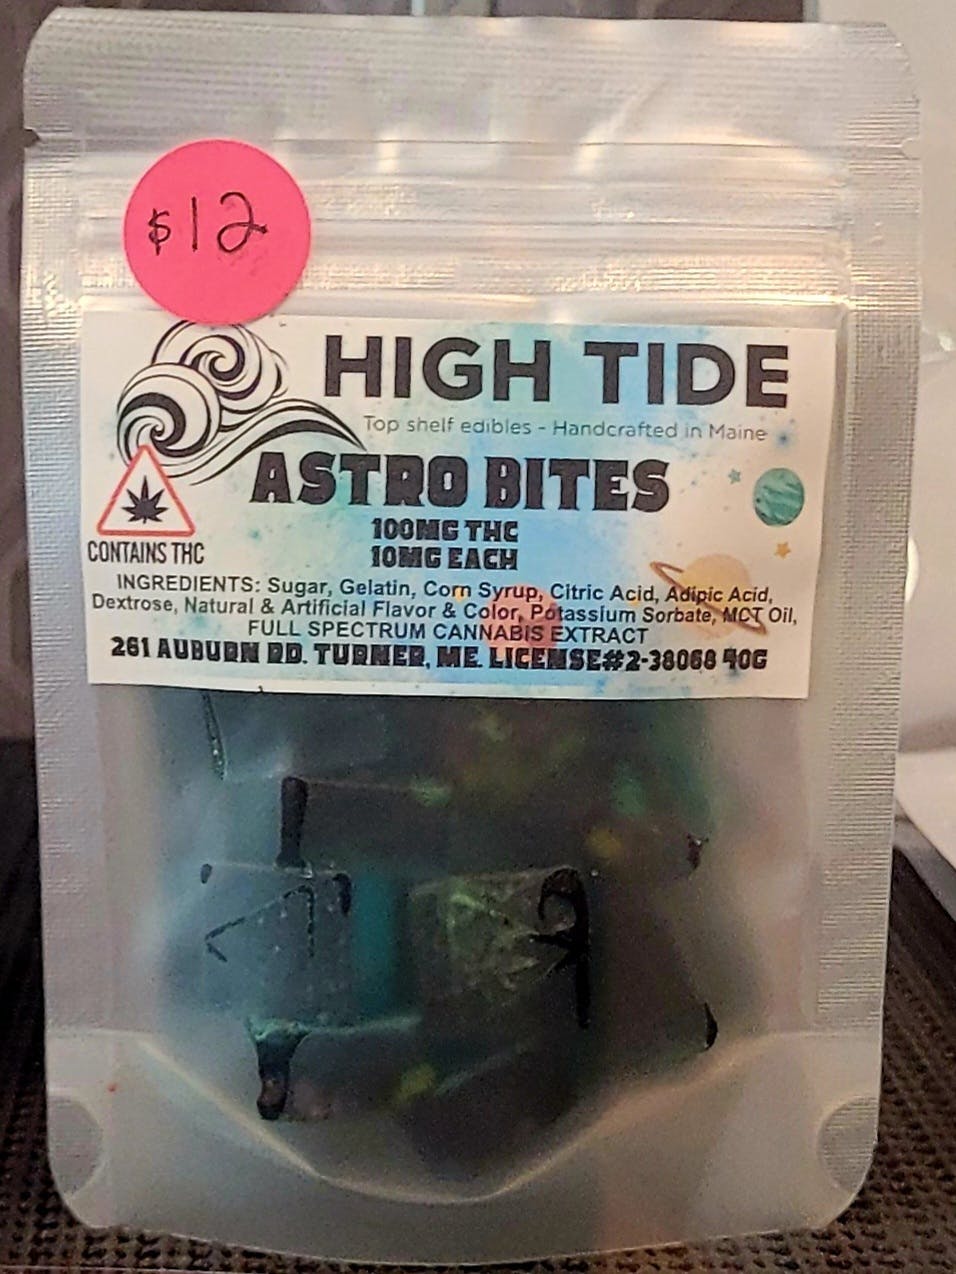 $12
HIGH TIDE
Top shelf edibles - Handcrafted in Maine
ASTRO BITES
100MG THC
10MG EACH
CONTAINS THC
INGREDIENTS: Sugar, Gelatin, Corn Syrup, Citric Acid, Adipic Acid,
Dextrose, Natural & Artificial Flavor & Color, Potassium Sorbate, MCT Oil,
FULL SPECTRUM CANNABIS EXTRACT
261 AUBURN RD. TURNER, ME. LICENSE#2-38068 40G